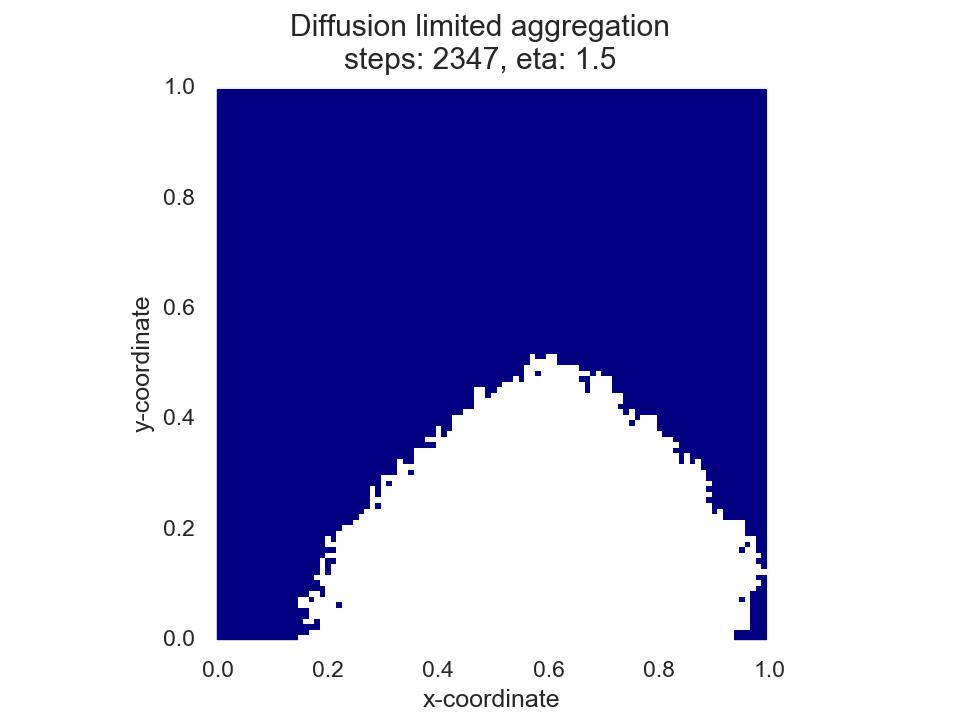 Diffusion limited aggregation
steps: 2347, eta: 1.5
1.0
0.8
0.6
0.4
0.2
0.0
y-coordinate
0.0 0.2 0.4 0.6 0.8 1.0
x-coordinate